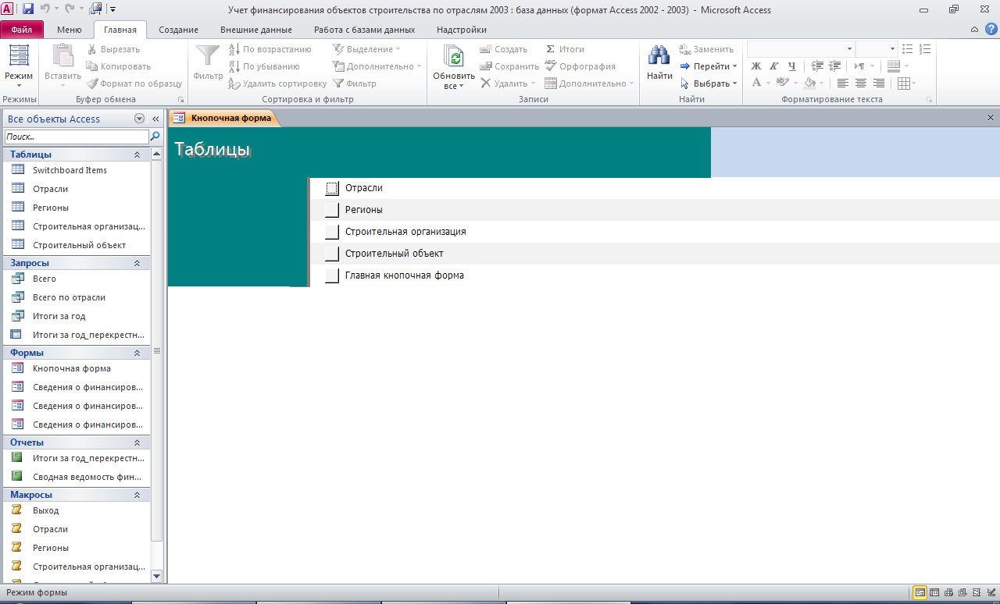 Учет финансирования объектов строительства по отраслям 2003 : база данных (формат Access 2002 - 2003) - Microsoft Access
Файл Меню Главная Создание Внешние данные Работа с базами данных Надстройки
Режим
Режимы
Вставить
Вырезать
Копировать
Формат по образцу
Буфер обмена
Фильтр
По возрастанию
По убыванию
Удалить сортировку
Выделение
Дополнительно
Фильтр
Сортировка и фильтр
Обновить
все
Создать
Сохранить
Удалить
Итоги
Орфография
Дополнительно
Записи
Найти
Заменить
Перейти
Выбрать
Найти
Ж К Ч
А
Форматирование текста
Все объекты Access
Поиск...
Таблицы
Switchboard Items
Отрасли
Регионы
Строительная организац...
Строительный объект
Запросы
Всего
Всего по отрасли
Итоги за год
Итоги за год_перекрестн...
Формы
Кнопочная форма
Сведения о финансиров...
Сведения о финансиров...
Сведения о финансиров...
Отчеты
Итоги за год_перекрестн...
Сводная ведомость фин...
Макросы
Выход
Отрасли
Регионы
Строительная организац...
Кнопочная форма
Таблицы
Отрасли
Регионы
Строительная организация
Строительный объект
Главная кнопочная форма
Режим формы